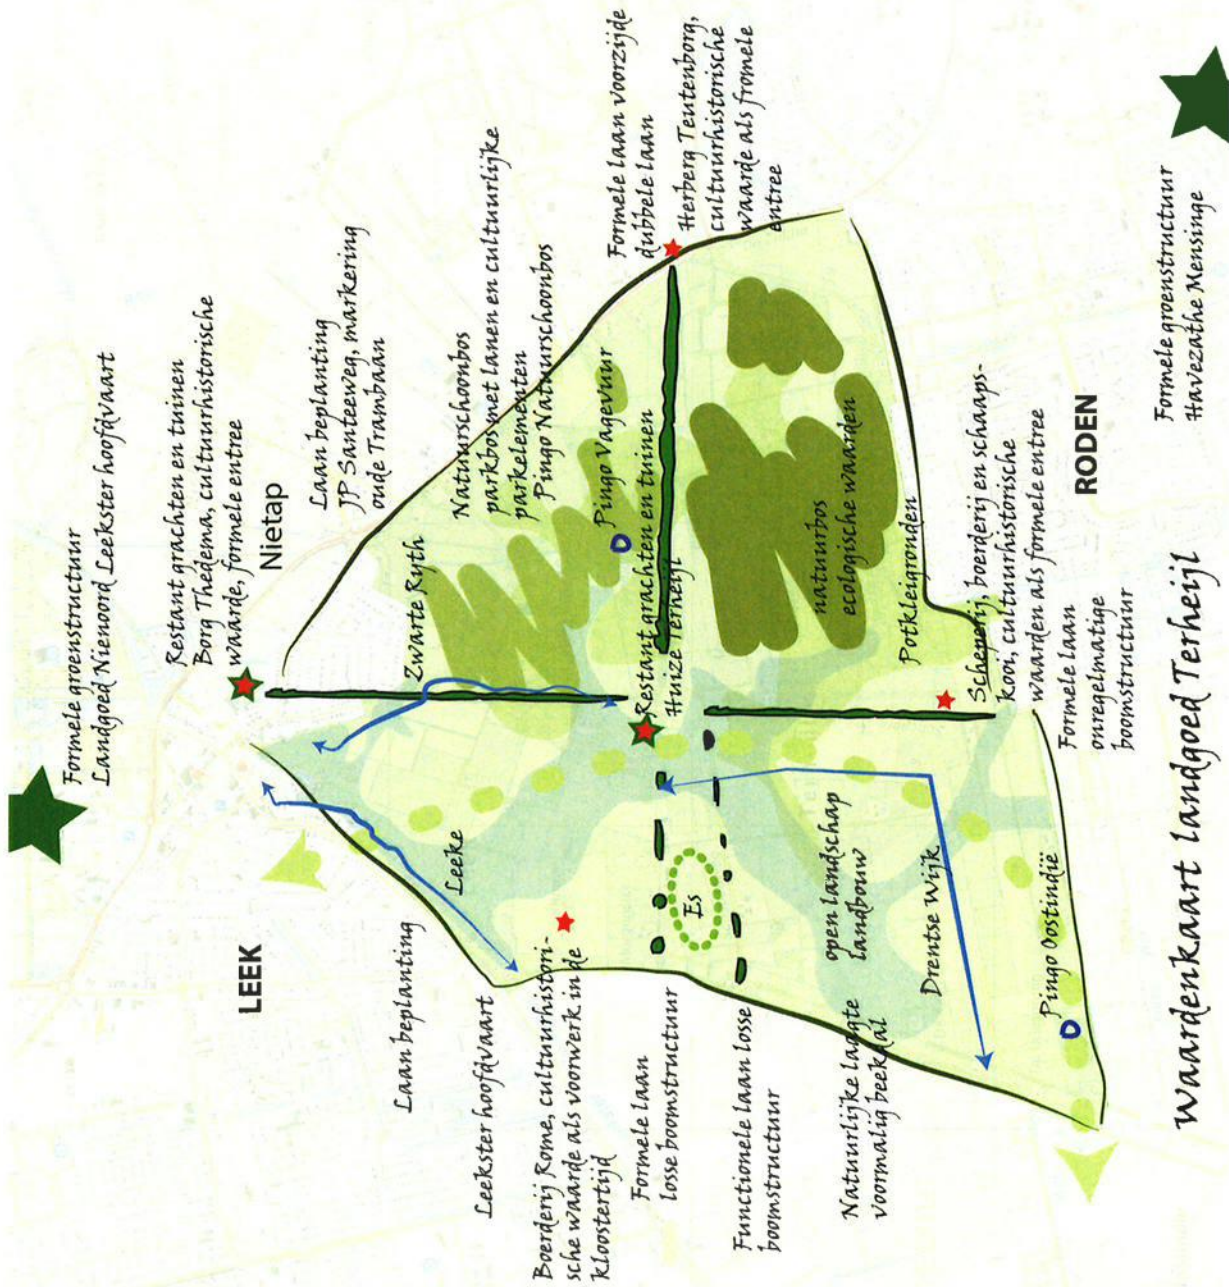 Formele groenstructuur
Landgoed Nienoord Leekster hoofdvaart
Restant grachten en tuinen
Borg Thedema, cultuurhistorische
waarde, formele entree
Nietap
Laan beplanting
JP Santeeweg, markering
oude Trambaan
Natuurschoonbos
parkbos met lanen en cultuurlijke
parkelementen
Pingo Natuurschoonbos
Formele laan voorzijde
dubbele laan
Herberg Teutenborg,
cultuurhistorische
waarde als fromele
entree
LEEK
Laan beplanting
Leeke
Zwarte Ryth
Pingo Vagevuur
Leekster hoofdvaart
Boerderij Rome, cultuurhistori-
sche waarde als voorwerk in de
kloostertijd
Restant grachten en tuinen
Huize Terheijl
Formele laan
losse boomstructuur
Es
Functionele laan losse
boomstructuur
natuurbos
ecologische waarden
open landschap
landbouw
Natuurlijke laagte
voormalig beekdal
Potkleigronden
Drentse Wijk
Scheperij, boerderij en schaaps-
kooi, cultuurhistorische
waarden als formele entree
Formele laan
onregelmatige
boomstructuur
Pingo Oostindië
RODEN
Formele groenstructuur
Havezathe Mensinge
waardenkaart landgoed Terheijl